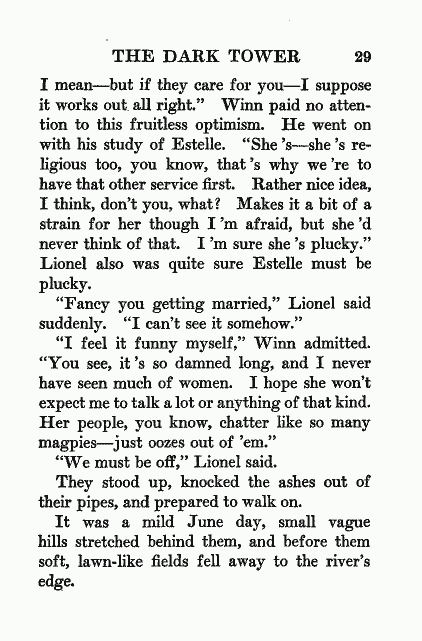 THE DARK TOWER 29
I mean—but if they care for you—I suppose
it works out all right.” Winn paid no atten-
tion to this fruitless optimism. He went on
with his study of Estelle. “She ’s—she ’s re-
ligious too, you know, that ’s why we ’re to
have that other service first. Rather nice idea,
I think, don’t you, what? Makes it a bit of a
strain for her though I ’m afraid, but she ’d
never think of that. I ’m sure she ’s plucky.”
Lionel also was quite sure Estelle must be
plucky.
“Fancy you getting married,” Lionel said
suddenly. “I can’t see it somehow.”
“I feel it funny myself,” Winn admitted.
“You see, it ’s so damned long, and I never
have seen much of women. I hope she won’t
expect me to talk a lot or anything of that kind.
Her people, you know, chatter like so many
magpies—just oozes out of ’em.”
“We must be off,” Lionel said.
They stood up, knocked the ashes out of
their pipes, and prepared to walk on.
It was a mild June day, small vague
hills stretched behind them, and before them
soft, lawn-like fields fell away to the river’s
edge.